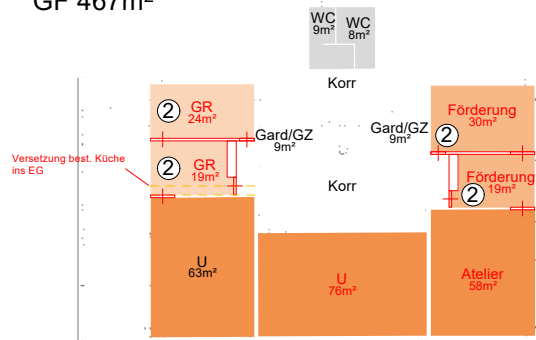 GF 467m²
WC
9m²
WC
8m²
Korr
2
GR
24m²
Gard/GZ
9m²
Gard/GZ
9m²
Förderung
30m²
2
Versetzung best. Küche
ins EG
2
GR
19m²
Korr
Förderung
19m²
2
U
63m²
U
76m²
Atelier
58m²